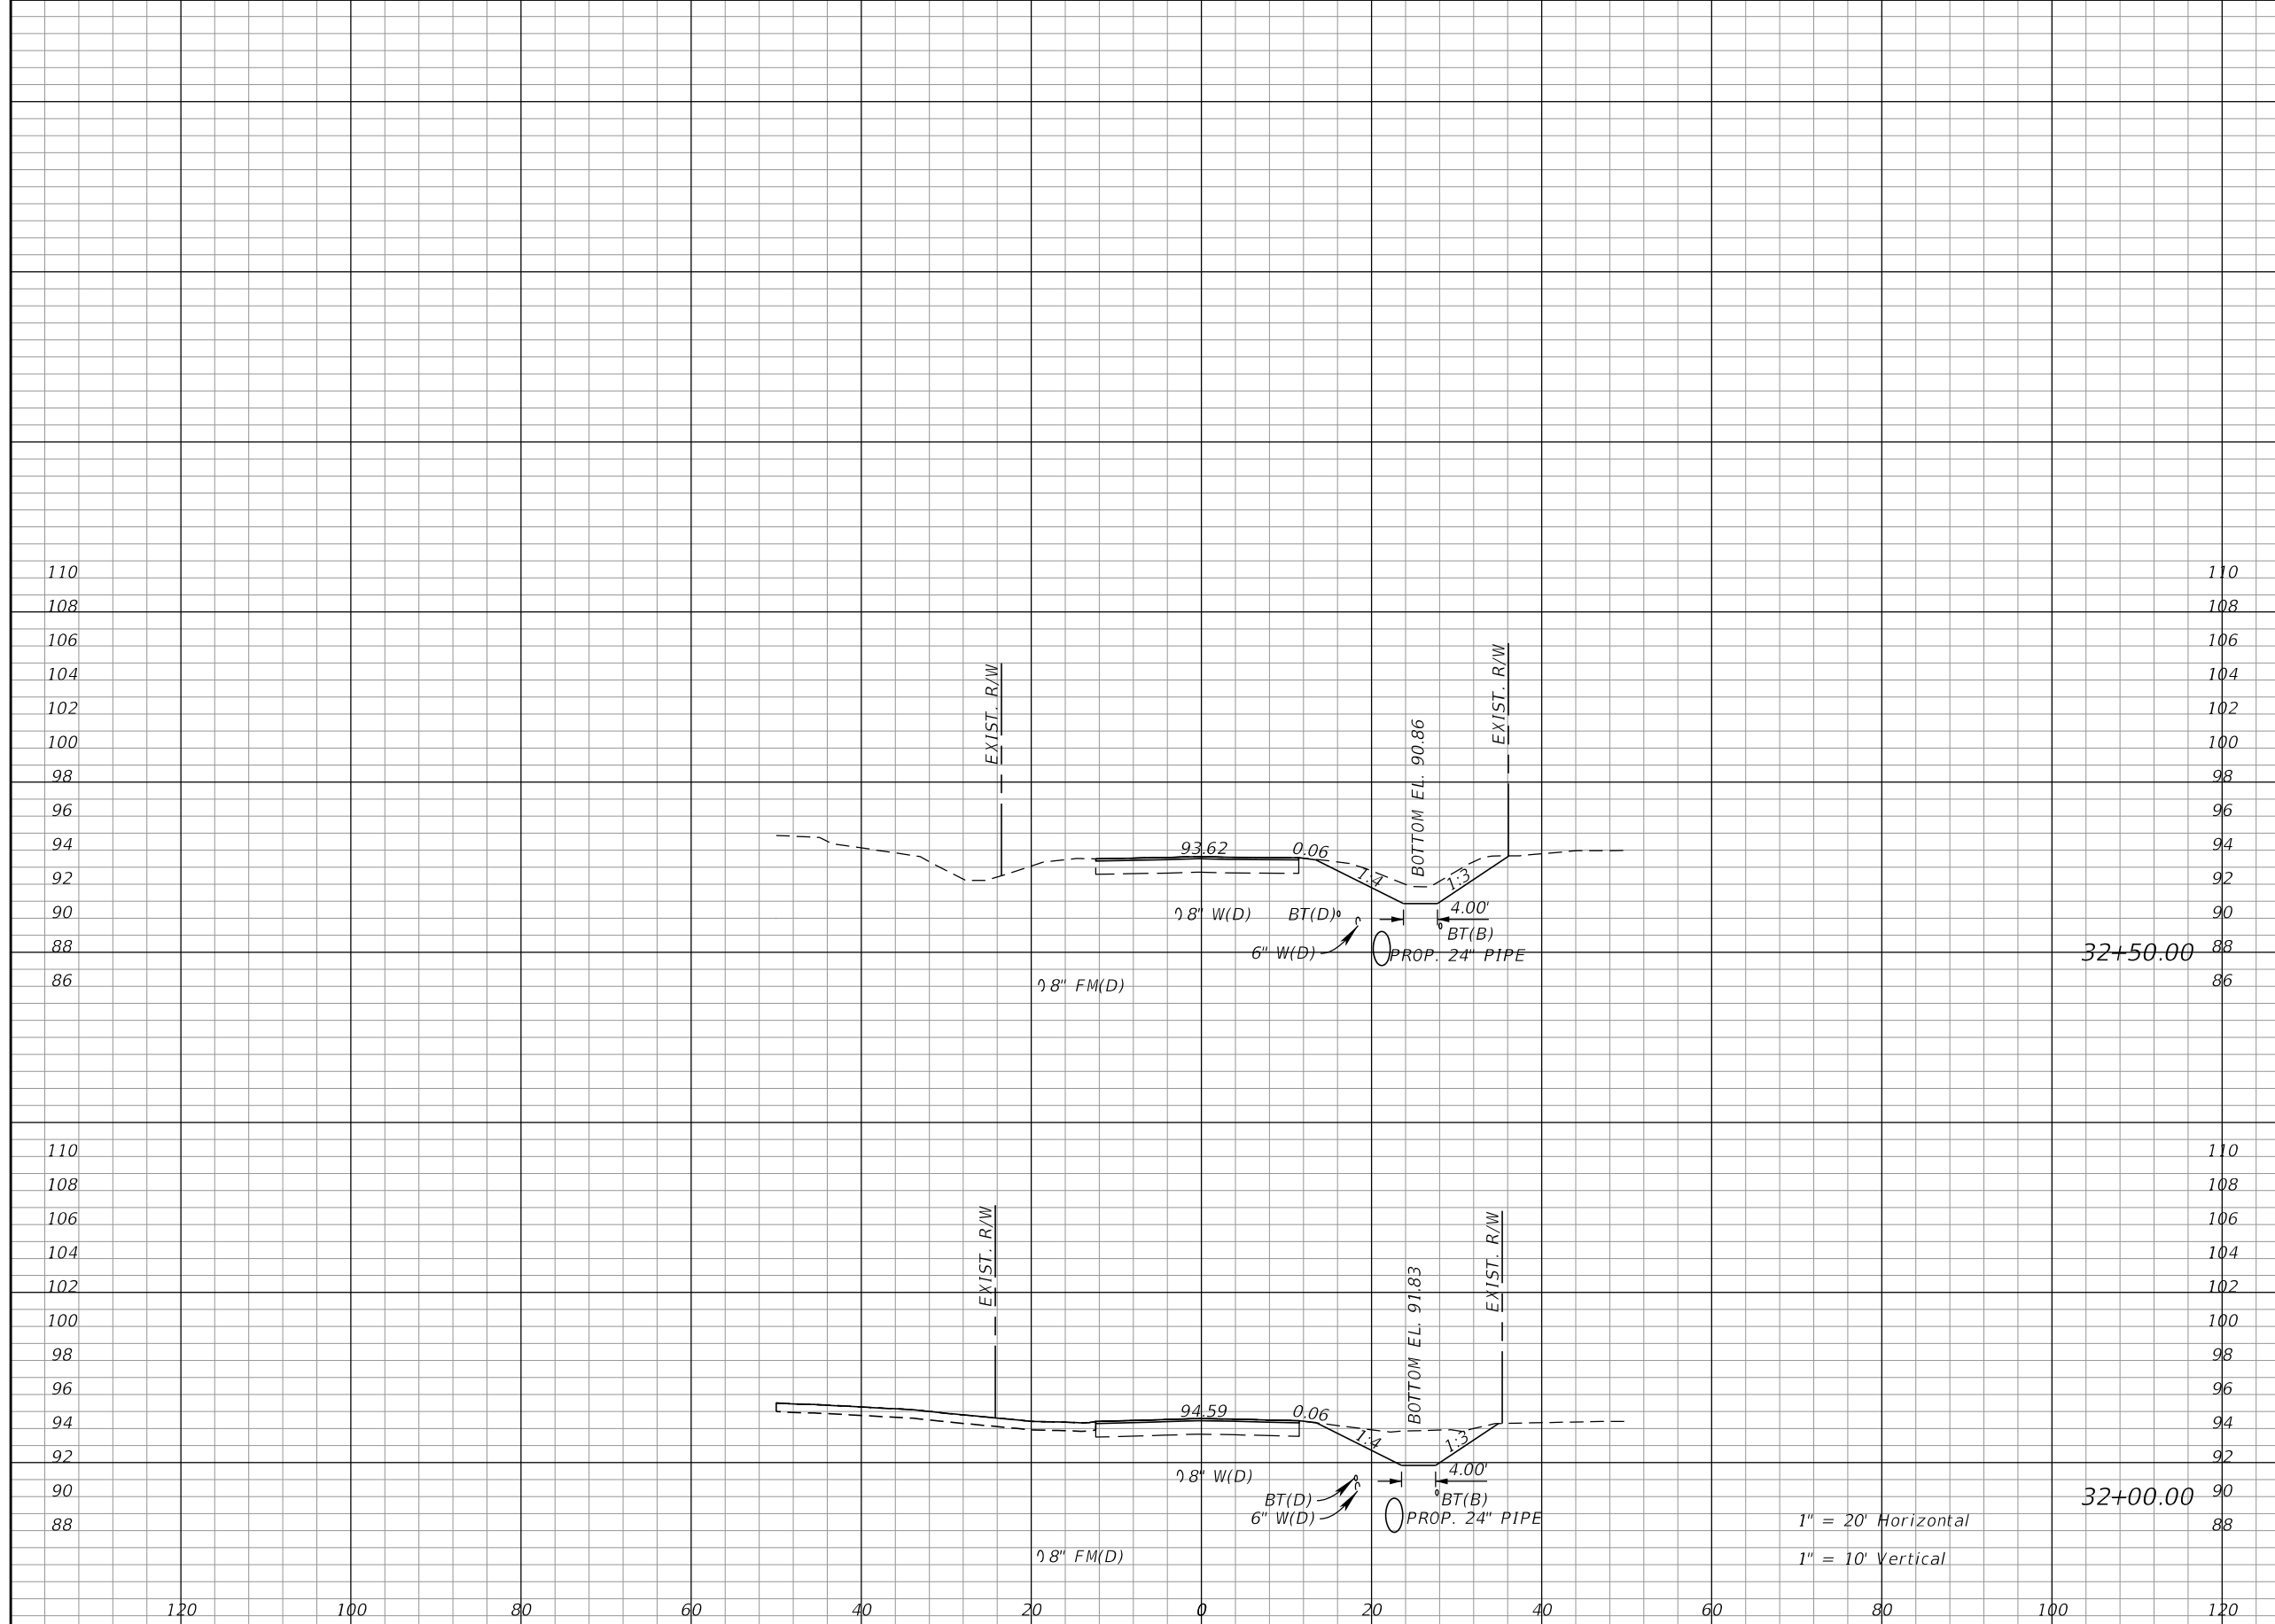 110 110
108 108
106 106
EXIST. R/W
EXIST. R/W
104 104
102 102
BOTTOM EL. 90.86
100 100
98 98
96 96
94 93.62 0.06 94
92 1:4 1:3 92
90 8" W(D) BT(D) 4.00' 90
BT(B)
88 6" W(D) PROP. 24" PIPE 32+50.00 88
86 8" FM(D) 86
110 110
108 108
106 106
EXIST. R/W
EXIST. R/W
104 104
102 102
BOTTOM EL. 91.83
100 100
98 98
96 96
94 94.59 0.06 94
92 1:4 1:3 92
8" W(D) 4.00'
90 BT(D) BT(B) 32+00.00 90
88 6" W(D) PROP. 24" PIPE 1" = 20' Horizontal 88
8" FM(D) 1" = 10' Vertical
120 100 80 60 40 20 0 20 40 60 80 100 120